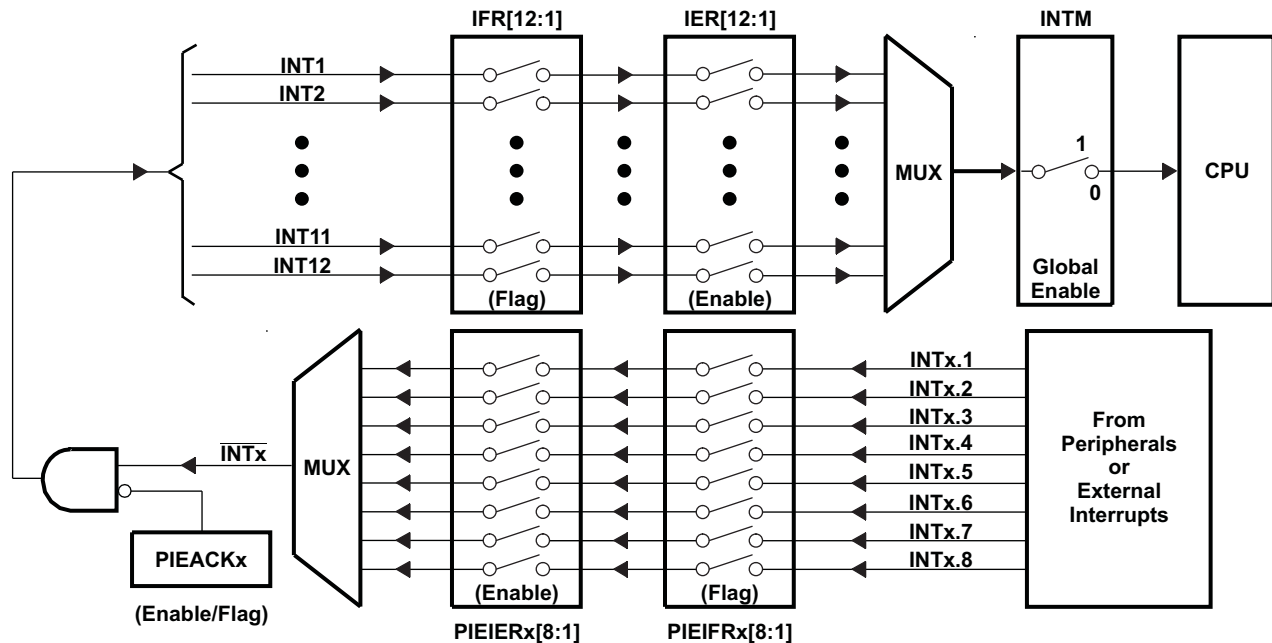 IFR[12:1] IER[12:1] INTM
INT1
INT2
INT11
INT12
(Flag)
(Enable)
MUX
1
0
Global
Enable
CPU
INTx
MUX
PIEACKx
(Enable/Flag)
(Enable)
PIEIERx[8:1]
(Flag)
PIEIFRx[8:1]
INTx.1
INTx.2
INTx.3
INTx.4
INTx.5
INTx.6
INTx.7
INTx.8
From
Peripherals
or
External
Interrupts